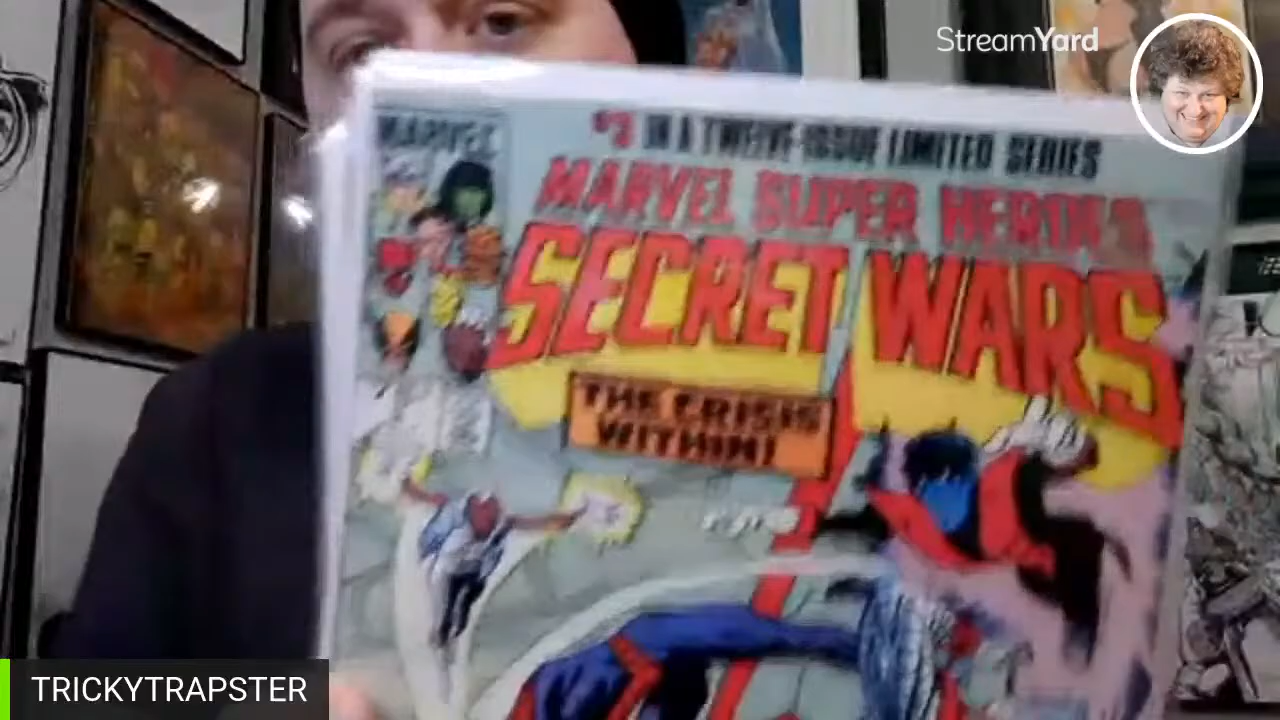 StreamYard
MARVEL
#3 IN A TWELVE-ISSUE LIMITED SERIES
MARVEL SUPER HEROES
SECRET WARS
THE CRISIS
WITHIN!
TRICKYTRAPSTER